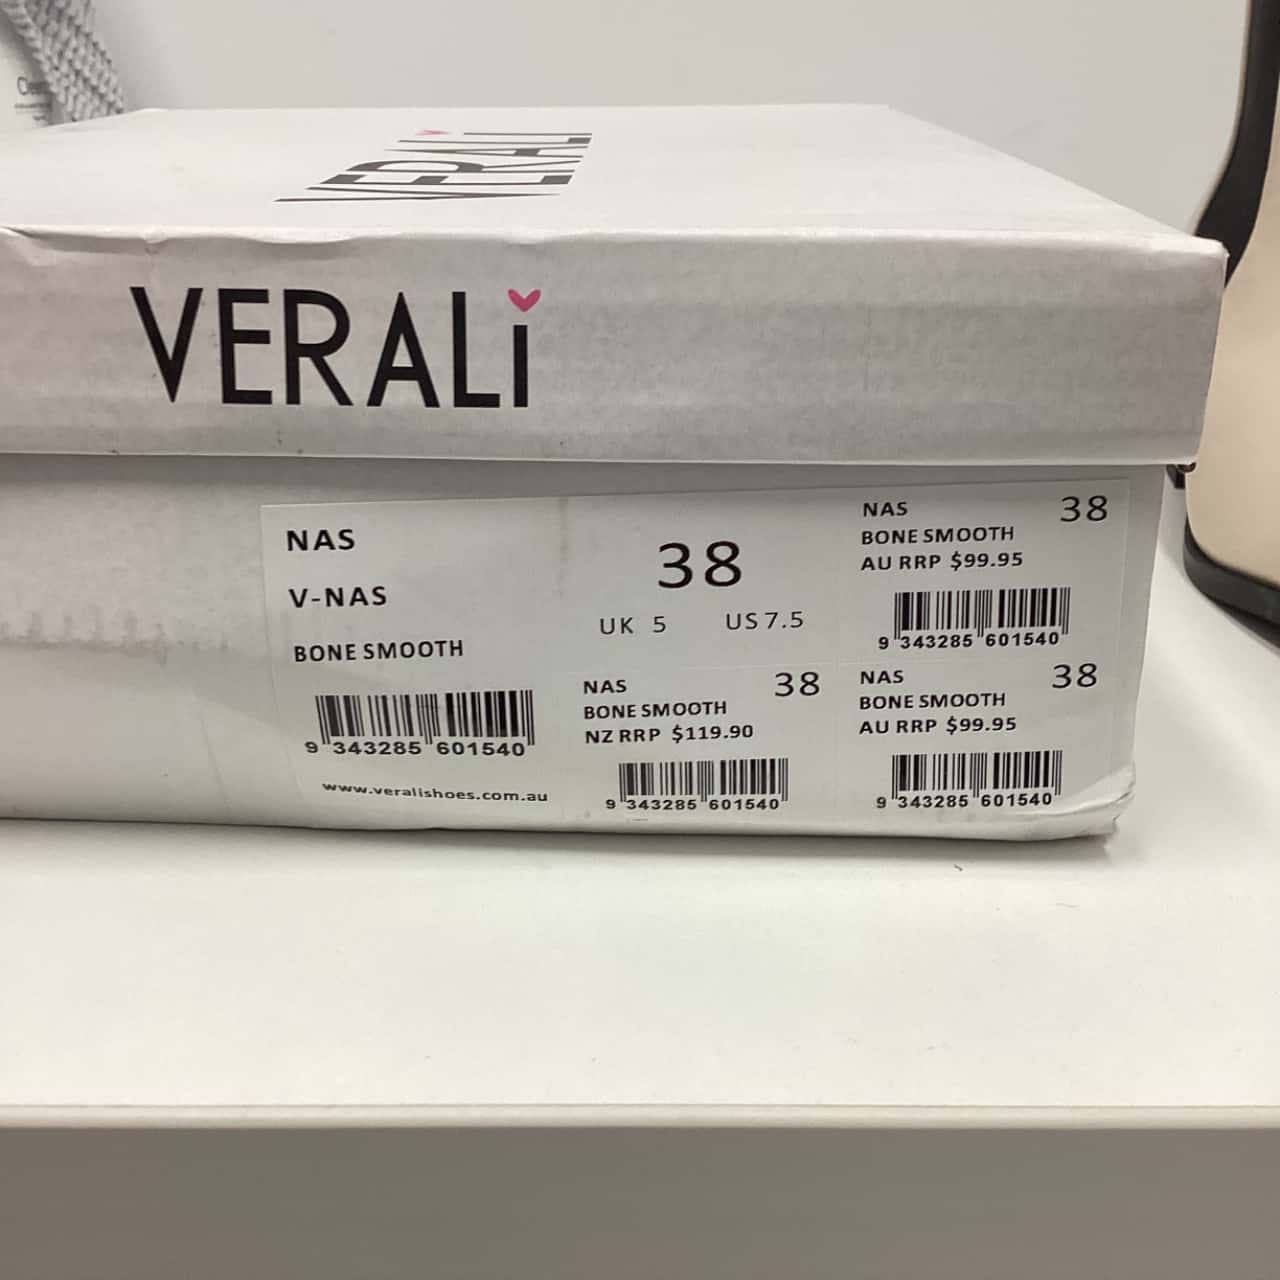 VERALi
VERALi
NAS
V-NAS
BONE SMOOTH
9 343285 601540
www.veralishoes.com.au
38
UK 5 US 7.5
NAS 38
BONE SMOOTH
NZ RRP $119.90
9 343285 601540
NAS 38
BONE SMOOTH
AU RRP $99.95
9 343285 601540
NAS 38
BONE SMOOTH
AU RRP $99.95
9 343285 601540